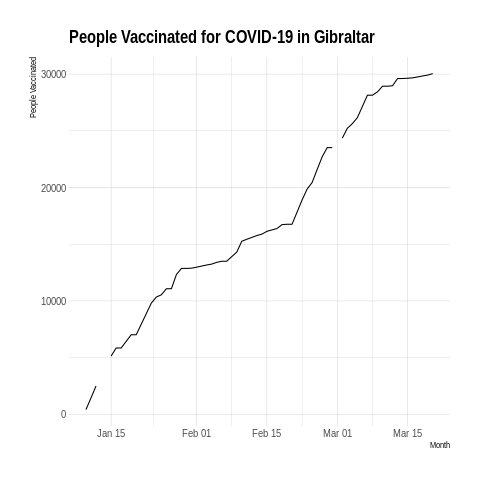 People Vaccinated for COVID-19 in Gibraltar
People Vaccinated
30000
20000
10000
0
Jan 15 Feb 01 Feb 15 Mar 01 Mar 15
Month